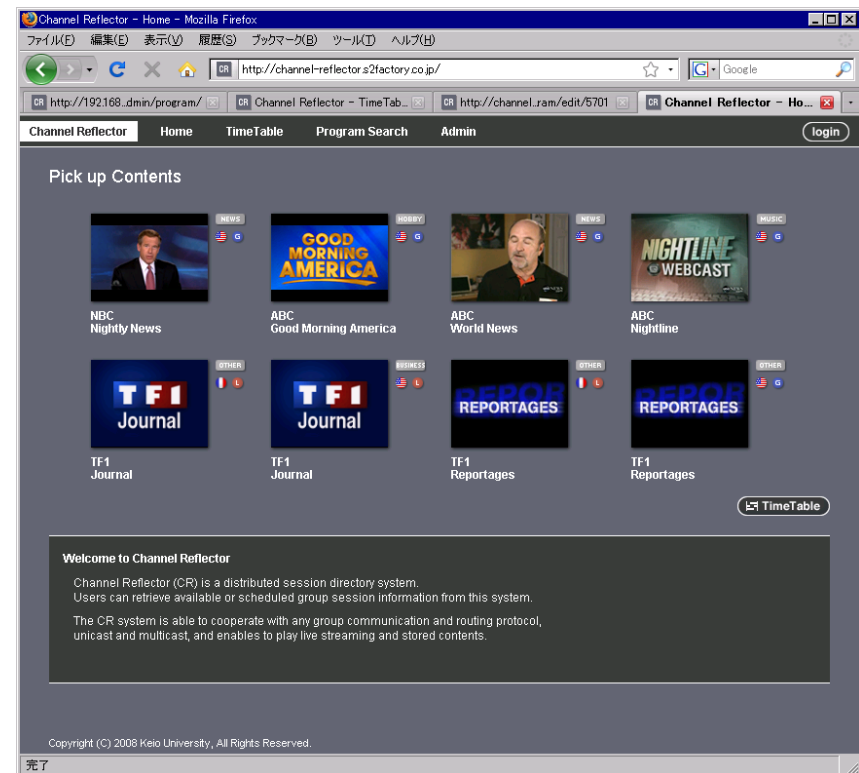 Channel Reflector - Home - Mozilla Firefox
ファイル(F) 編集(E) 表示(V) 履歴(S) ブックマーク(B) ツール(T) ヘルプ(H)
CR http://channel-reflector.s2factory.co.jp/ G Google
CR http://192.168..dmin/program/ CR Channel Reflector - TimeTab... CR http://channel..ram/edit/5701 CR Channel Reflector - Ho...
Channel Reflector Home TimeTable Program Search Admin login
Pick up Contents
NEWS HOBBY NEWS MUSIC
G G G G
GOOD MORNING AMERICA
NIGHTLINE WEBCAST
NBC ABC ABC ABC
Nightly News Good Morning America World News Nightline
OTHER BUSINESS OTHER OTHER
L L L G
TF1 Journal TF1 Journal REPORTAGES REPORTAGES
TF1 TF1 TF1 TF1
Journal Journal Reportages Reportages
TimeTable
Welcome to Channel Reflector
Channel Reflector (CR) is a distributed session directory system.
Users can retrieve available or scheduled group session information from this system.
The CR system is able to cooperate with any group communication and routing protocol,
unicast and multicast, and enables to play live streaming and stored contents.
Copyright (C) 2008 Keio University, All Rights Reserved.
完了